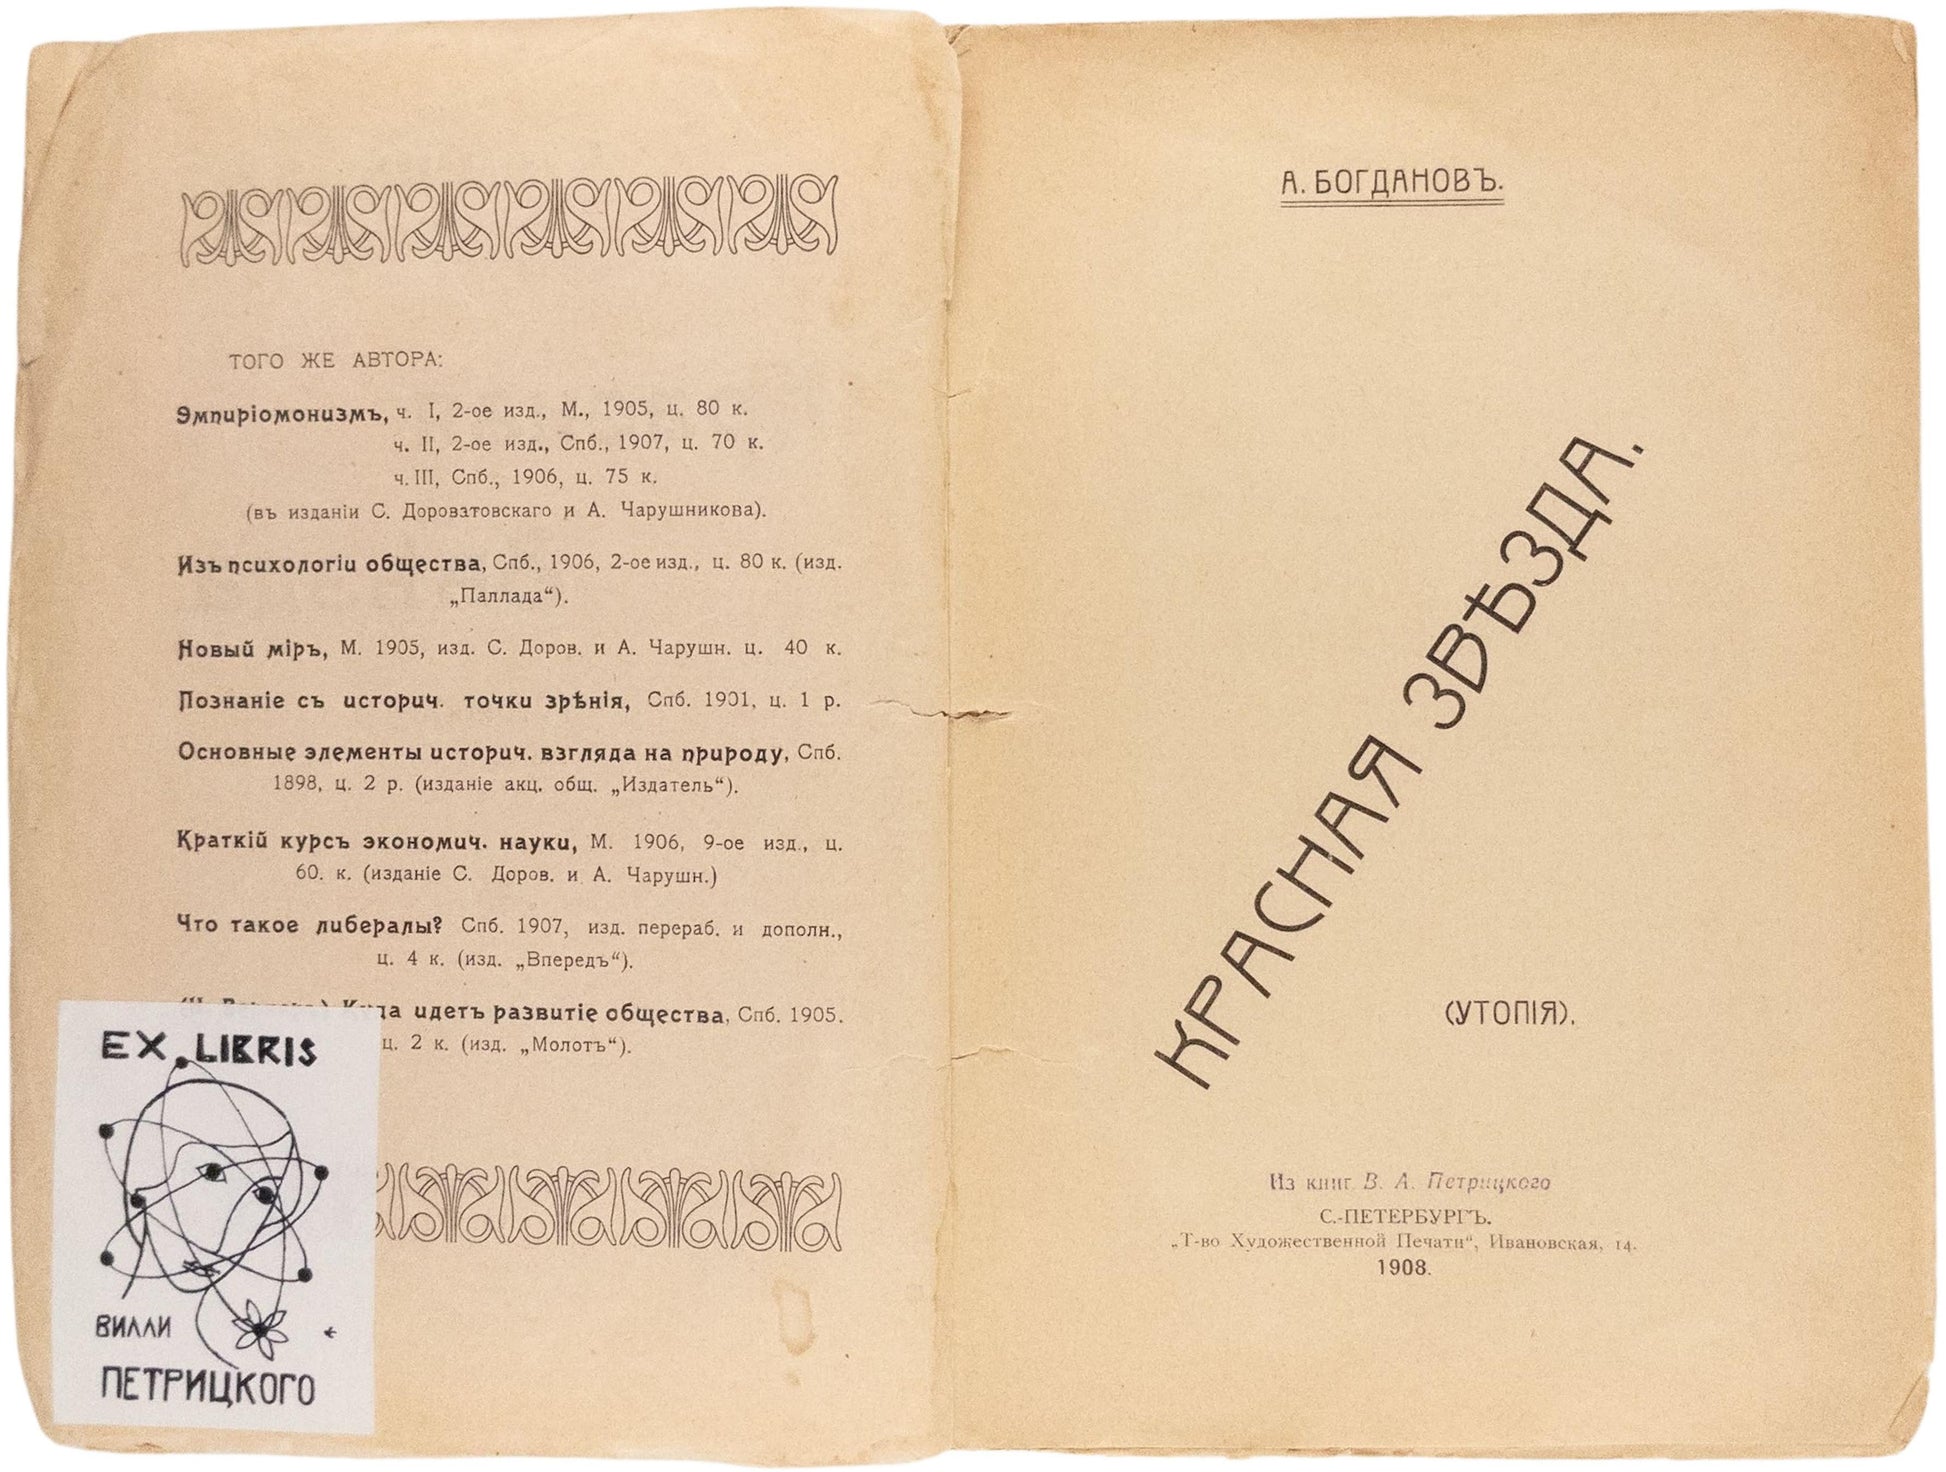 ТОГО ЖЕ АВТОРА:
Эмпиріомонизмъ, ч. I, 2-ое изд., М., 1905, ц. 80 к.
ч. II, 2-ое изд., Спб., 1907, ц. 70 к.
ч. III, Спб., 1906, ц. 75 к.
(въ изданіи С. Дороватовскаго и А. Чарушникова).
Изъ психологіи общества, Спб., 1906, 2-ое изд., ц. 80 к. (изд.
„Паллада“).
Новый міръ, М. 1905, изд. С. Доров. и А. Чарушн. ц. 40 к.
Познаніе съ историч. точки зрѣнія, Спб. 1901, ц. 1 р.
Основные элементы историч. взгляда на природу, Спб.
1898, ц. 2 р. (изданіе акц. общ. „Издатель“).
Краткій курсъ экономич. науки, М. 1906, 9-ое изд., ц.
60. к. (изданіе С. Доров. и А. Чарушн.)
Что такое либералы? Спб. 1907, изд. перераб. и дополн.,
ц. 4 к. (изд. „Впередъ“).
Куда идетъ развитіе общества, Спб. 1905.
ц. 2 к. (изд. „Молотъ“).
EX LIBRIS
ВИЛЛИ
ПЕТРИЦКОГО
А. БОГДАНОВЪ.
КРАСНАЯ ЗВѢЗДА.
(УТОПІЯ).
Из книг В. А. Петрицкого
С.-ПЕТЕРБУРГЪ.
„Т-во Художественной Печати“, Ивановская, 14.
1908.